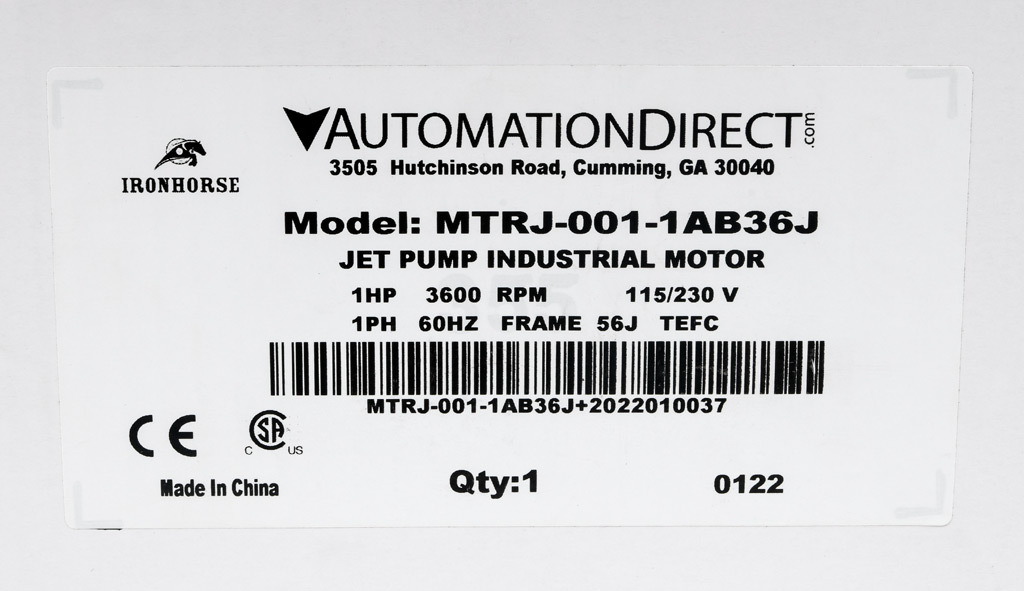 AUTOMATIONDIRECT.com
3505 Hutchinson Road, Cumming, GA 30040
IRONHORSE
Model: MTRJ-001-1AB36J
JET PUMP INDUSTRIAL MOTOR
1HP 3600 RPM 115/230 V
1PH 60HZ FRAME 56J TEFC
MTRJ-001-1AB36J+2022010037
CE C SA US
Made In China
Qty:1
0122